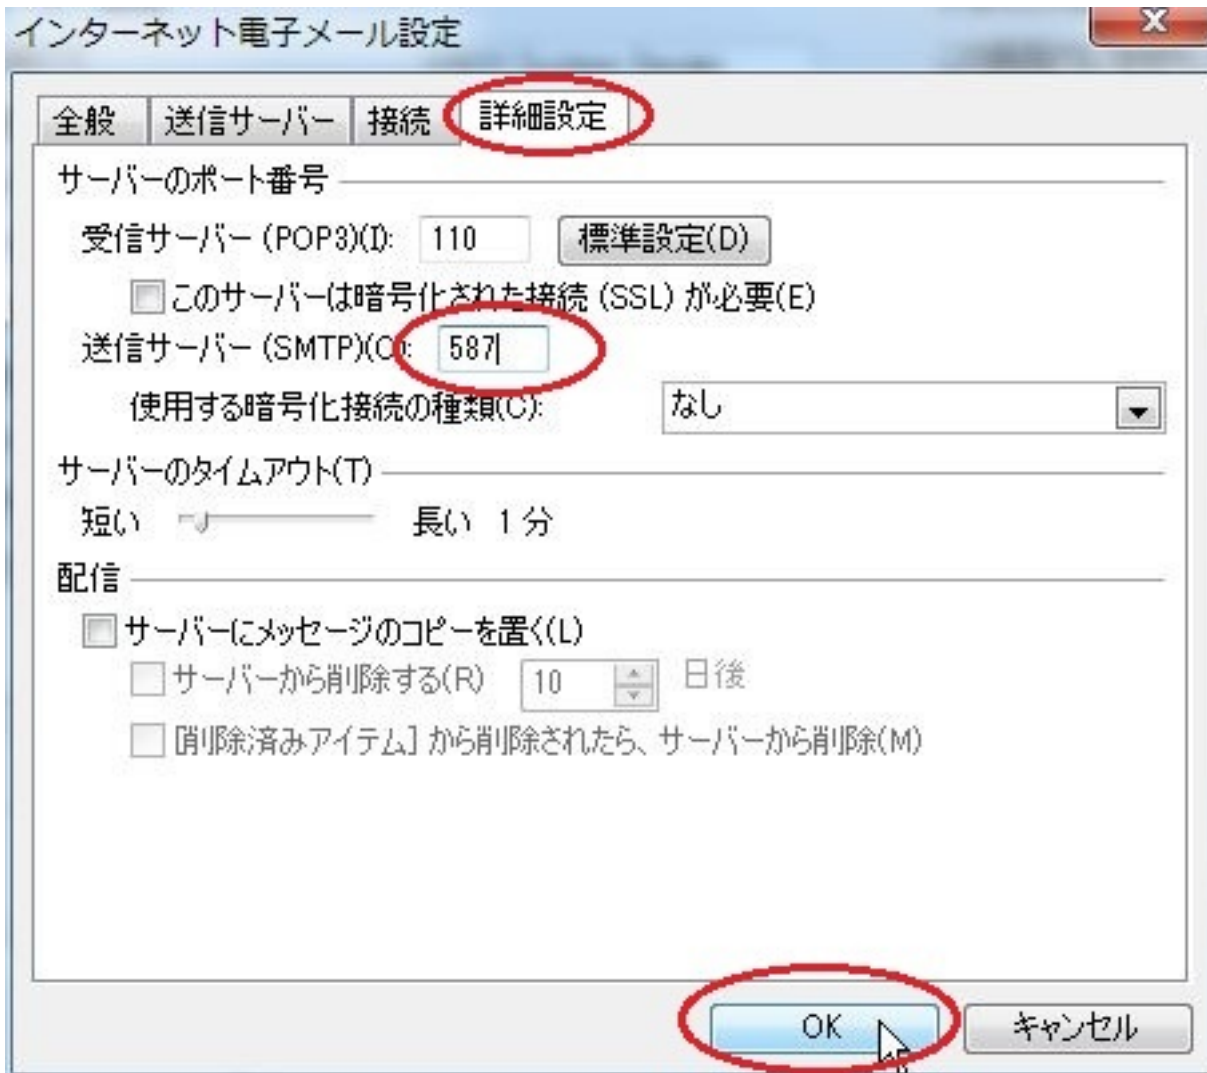 インターネット電子メール設定
全般 送信サーバー 接続 詳細設定
サーバーのポート番号
受信サーバー (POP3)(I): 110 標準設定(D)
このサーバーは暗号化された接続 (SSL) が必要(E)
送信サーバー (SMTP)(O): 587
使用する暗号化接続の種類(C): なし
サーバーのタイムアウト(T)
短い 長い 1 分
配信
サーバーにメッセージのコピーを置く(L)
サーバーから削除する(R) 10 日後
[削除済みアイテム] から削除されたら、サーバーから削除(M)
OK キャンセル